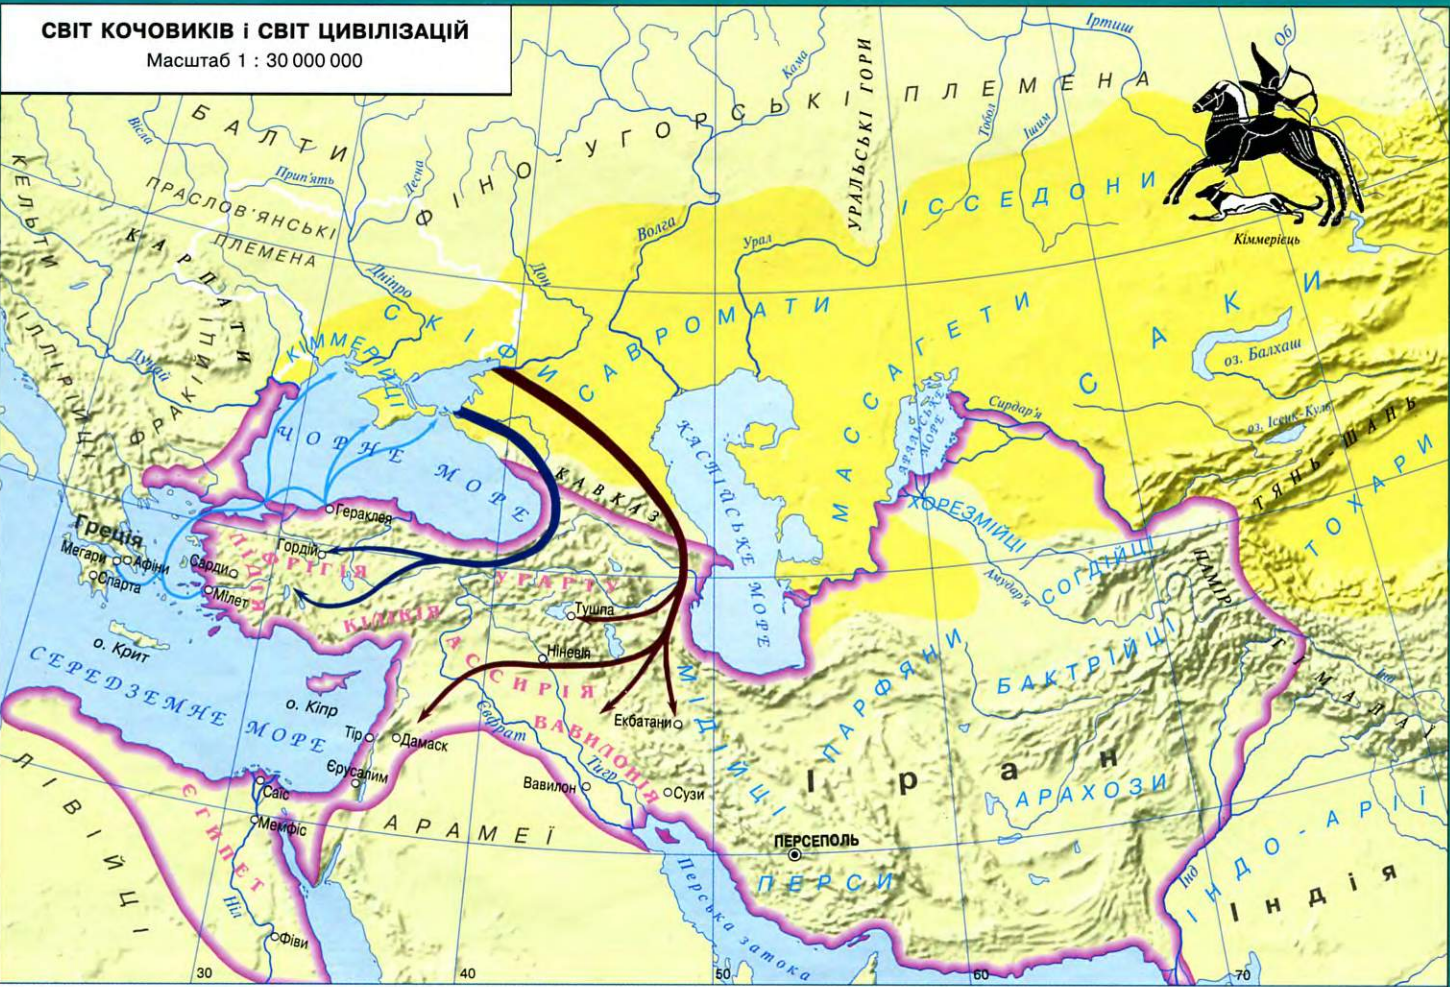 СВІТ КОЧОВИКІВ і СВІТ ЦИВІЛІЗАЦІЙ
Масштаб 1 : 30 000 000
Іртиш
Об
Кама
УРАЛЬСЬКІ ГОРИ
ФІНО-УГОРСЬКІ ПЛЕМЕНА
Тобол
Ішим
БАЛТИ
Вісла
Прип'ять
Десна
КЕЛЬТИ
ПРАСЛОВ'ЯНСЬКІ
ПЛЕМЕНА
КАРПАТИ
ІССЕДОНИ
Кіммерієць
Волга
Урал
Дон
Дніпро
СКІФИ
КІММЕРІЙЦІ
САВРОМАТИ
МАССАГЕТИ
САКИ
оз. Балхаш
оз. Іссик-Куль
ТЯНЬ-ШАНЬ
ТОХАРИ
Сирдар'я
АРАЛЬСЬКЕ
МОРЕ
ІЛЛІРІЙЦІ
Дунай
ФРАКІЙЦІ
ЧОРНЕ МОРЕ
КАВКАЗ
КАСПІЙСЬКЕ МОРЕ
ХОРЕЗМІЙЦІ
Амудар'я
СОГДІЙЦІ
ПАМІР
Гераклея
Греція
Мегари
Афіни
Спарта
Сарди
Мілет
ЛІДІЯ
Гордій
ФРІГІЯ
УРАРТУ
Тушпа
КІЛІКІЯ
АССИРІЯ
Ніневія
о. Крит
СЕРЕДЗЕМНЕ МОРЕ
о. Кіпр
Тір
Дамаск
Єрусалим
Євфрат
ВАВИЛОНІЯ
Тигр
Вавилон
Екбатани
Сузи
МІДІЙЦІ
ПАРФЯНИ
БАКТРІЙЦІ
ГІМАЛАЇ
Інд
Іран
АРАХОЗИ
ЛІВІЙЦІ
ЄГИПЕТ
Саїс
Мемфіс
Ніл
Фіви
АРАМЕЇ
ПЕРСЕПОЛЬ
ПЕРСИ
Перська затока
Інд
ІНДО-АРІЇ
Індія
30
40
50
60
70